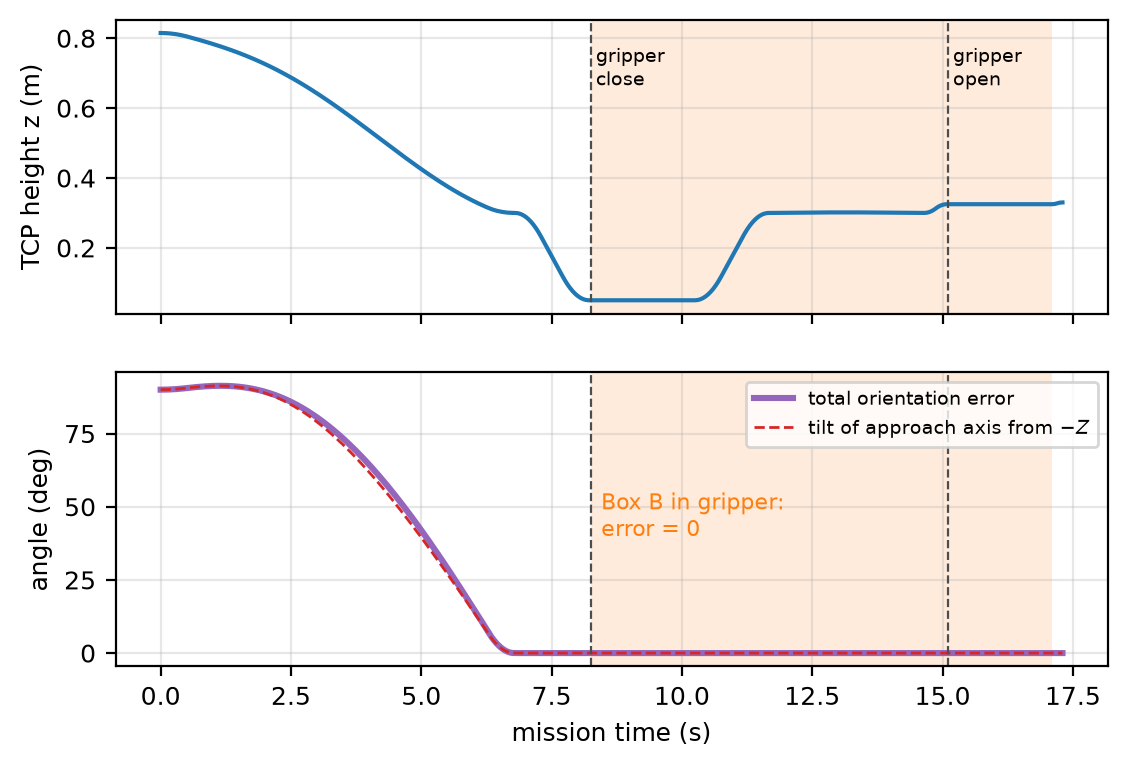 TCP height z (m)
0.8
0.6
0.4
0.2
gripper
close
gripper
open
angle (deg)
75
50
25
0
total orientation error
tilt of approach axis from −Z
Box B in gripper:
error = 0
0.0 2.5 5.0 7.5 10.0 12.5 15.0 17.5
mission time (s)